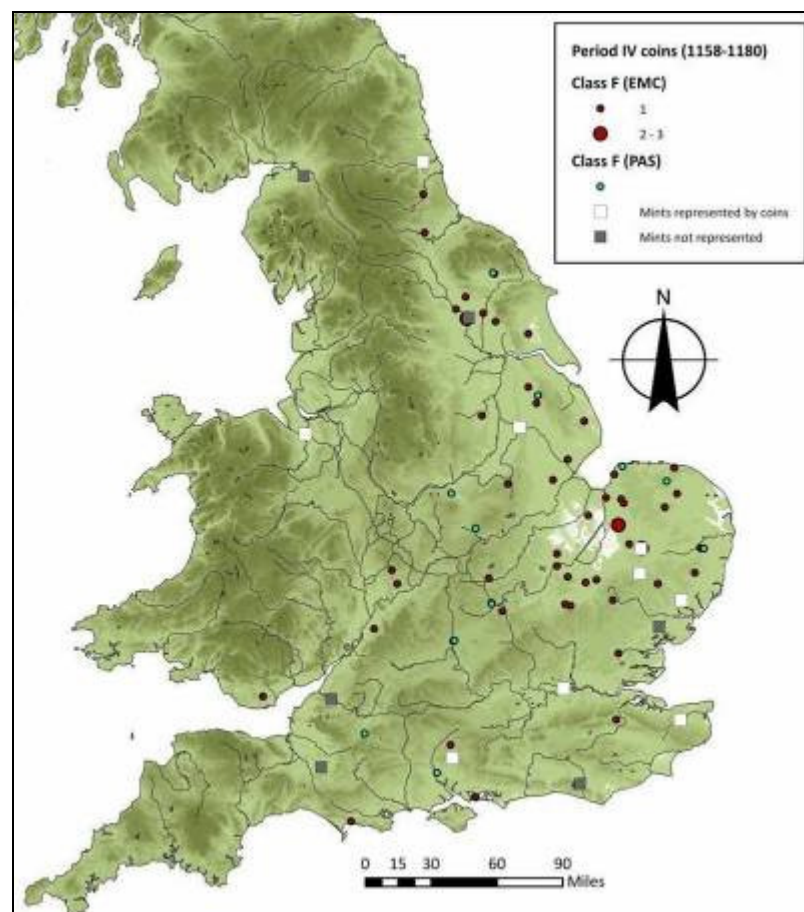 Period IV coins (1158-1180)
Class F (EMC)
1
2 - 3
Class F (PAS)
Mints represented by coins
Mints not represented
N
0 15 30 60 90
Miles